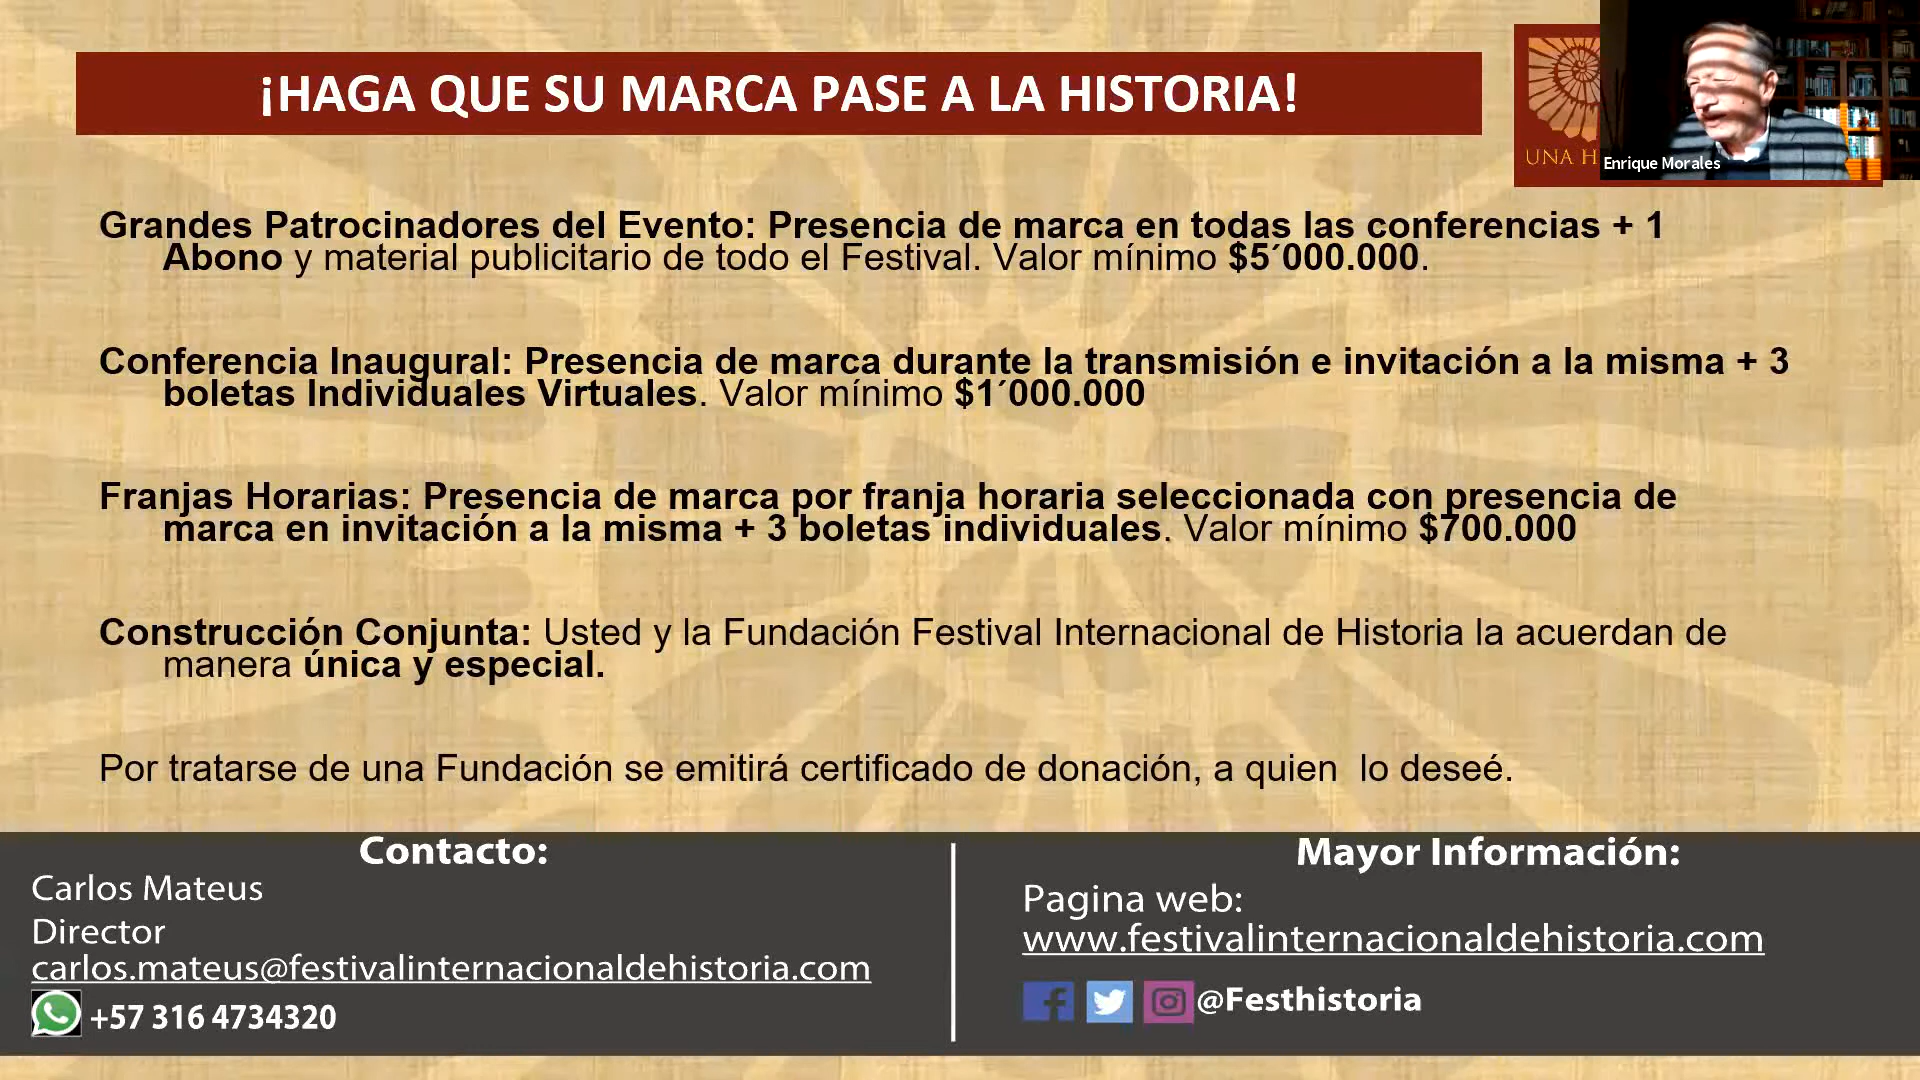 ¡HAGA QUE SU MARCA PASE A LA HISTORIA!
UNA H
Enrique Morales
Grandes Patrocinadores del Evento: Presencia de marca en todas las conferencias + 1
Abono y material publicitario de todo el Festival. Valor mínimo $5´000.000.
Conferencia Inaugural: Presencia de marca durante la transmisión e invitación a la misma + 3
boletas Individuales Virtuales. Valor mínimo $1´000.000
Franjas Horarias: Presencia de marca por franja horaria seleccionada con presencia de
marca en invitación a la misma + 3 boletas individuales. Valor mínimo $700.000
Construcción Conjunta: Usted y la Fundación Festival Internacional de Historia la acuerdan de
manera única y especial.
Por tratarse de una Fundación se emitirá certificado de donación, a quien  lo deseé.
Contacto:
Carlos Mateus
Director
carlos.mateus@festivalinternacionaldehistoria.com
+57 316 4734320
Mayor Información:
Pagina web:
www.festivalinternacionaldehistoria.com
@Festhistoria